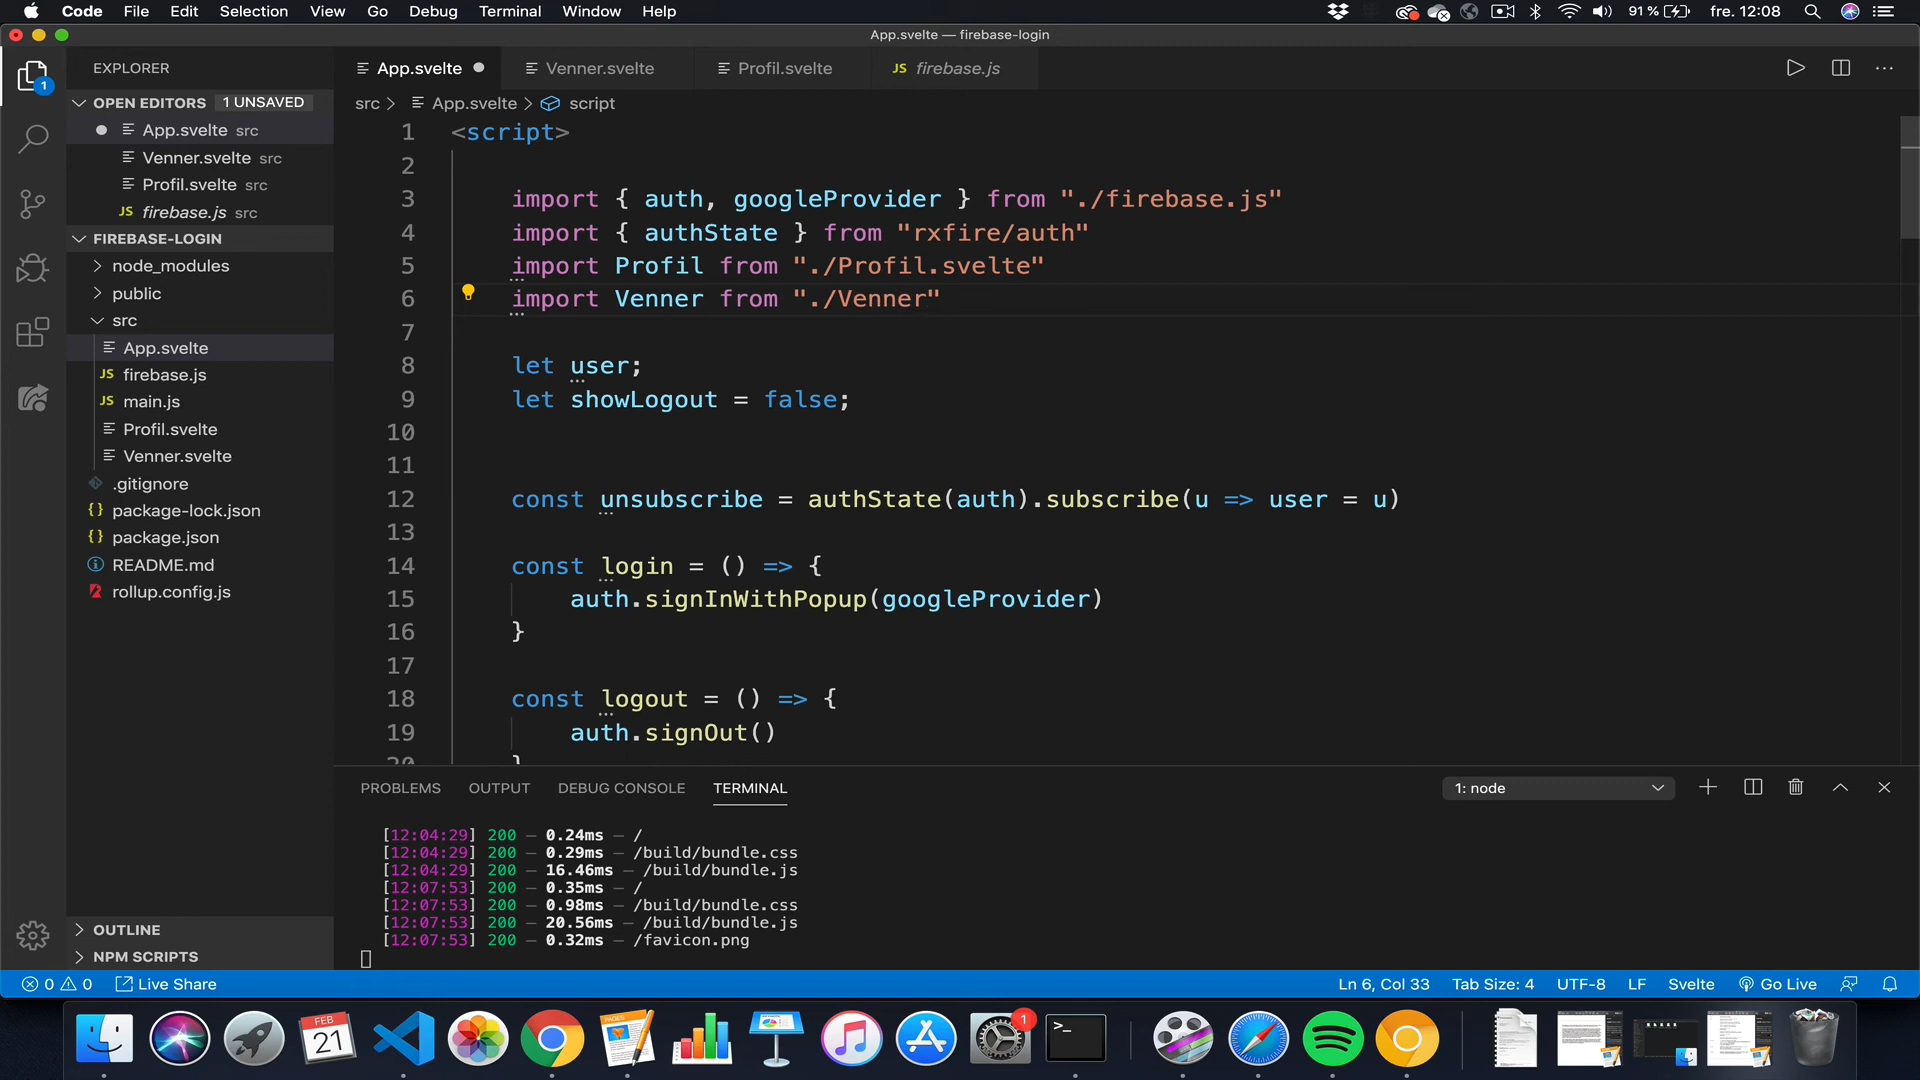 Code File Edit Selection View Go Debug Terminal Window Help 91 % fre. 12:08
App.svelte — firebase-login
EXPLORER
App.svelte Venner.svelte Profil.svelte JS firebase.js
OPEN EDITORS 1 UNSAVED
App.svelte src
Venner.svelte src
Profil.svelte src
JS firebase.js src
FIREBASE-LOGIN
node_modules
public
src
App.svelte
JS firebase.js
JS main.js
Profil.svelte
Venner.svelte
.gitignore
{} package-lock.json
{} package.json
README.md
rollup.config.js
OUTLINE
NPM SCRIPTS
1
src > App.svelte > script
1 <script>
2
3 import { auth, googleProvider } from "./firebase.js"
4 import { authState } from "rxfire/auth"
5 import Profil from "./Profil.svelte"
6 import Venner from "./Venner"
7
8 let user;
9 let showLogout = false;
10
11
12 const unsubscribe = authState(auth).subscribe(u => user = u)
13
14 const login = () => {
15 auth.signInWithPopup(googleProvider)
16 }
17
18 const logout = () => {
19 auth.signOut()
20 }
PROBLEMS OUTPUT DEBUG CONSOLE TERMINAL 1: node
[12:04:29] 200 — 0.24ms — /
[12:04:29] 200 — 0.29ms — /build/bundle.css
[12:04:29] 200 — 16.46ms — /build/bundle.js
[12:07:53] 200 — 0.35ms — /
[12:07:53] 200 — 0.98ms — /build/bundle.css
[12:07:53] 200 — 20.56ms — /build/bundle.js
[12:07:53] 200 — 0.32ms — /favicon.png
0 0 Live Share Ln 6, Col 33 Tab Size: 4 UTF-8 LF Svelte Go Live
FEB
21
PAGES
1
>_